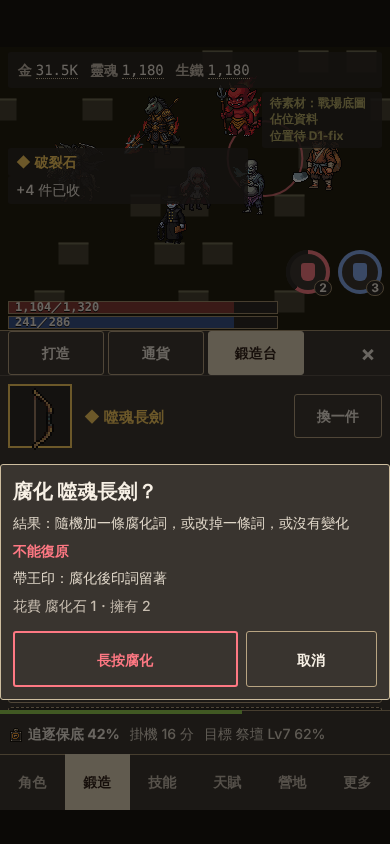 金 31.5K 靈魂 1,180 生鐵 1,180
待素材：戰場底圖
佔位資料
位置待 D1-fix
◆ 破裂石
+4 件已收
2
3
1,104／1,320
241／286
打造
通貨
鍛造台
×
◆ 噬魂長劍
換一件
腐化 噬魂長劍？
結果：隨機加一條腐化詞，或改掉一條詞，或沒有變化
不能復原
帶王印：腐化後印詞留著
花費 腐化石 1・擁有 2
長按腐化
取消
追逐保底 42% 掛機 16 分 目標 祭壇 Lv7 62%
角色
鍛造
技能
天賦
營地
更多